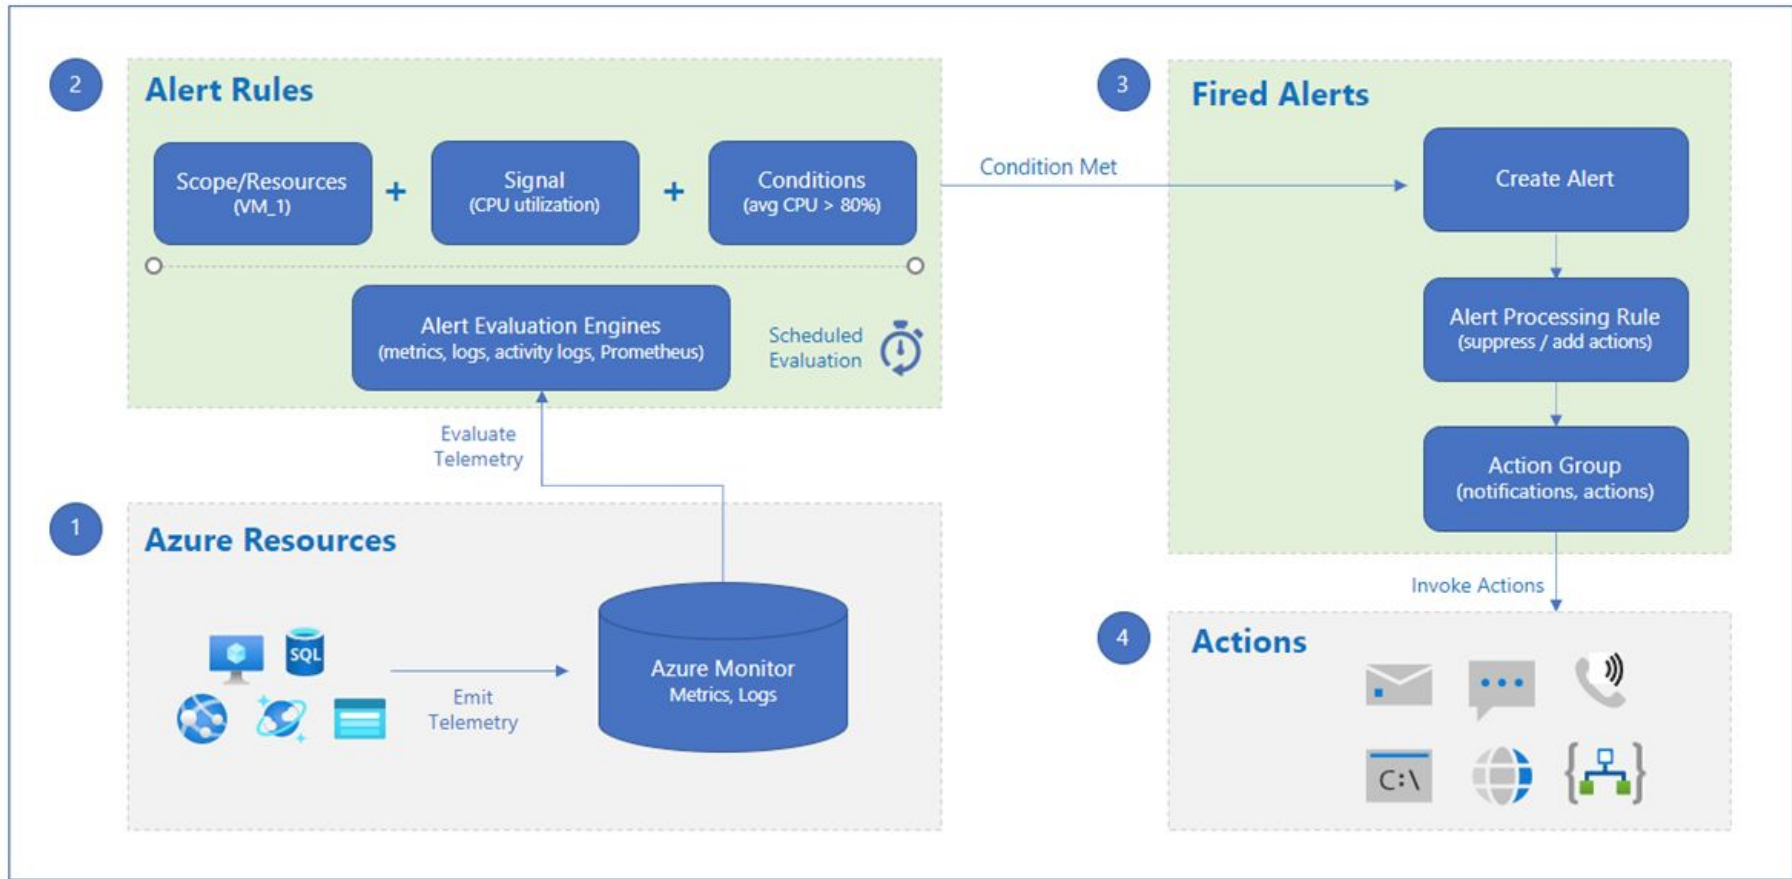 2
Alert Rules
Scope/Resources
(VM_1)
+
Signal
(CPU utilization)
+
Conditions
(avg CPU > 80%)
Alert Evaluation Engines
(metrics, logs, activity logs, Prometheus)
Scheduled
Evaluation
Condition Met
3
Fired Alerts
Create Alert
Alert Processing Rule
(suppress / add actions)
Action Group
(notifications, actions)
Evaluate
Telemetry
1
Azure Resources
SQL
Emit
Telemetry
Azure Monitor
Metrics, Logs
Invoke Actions
4
Actions
C:\